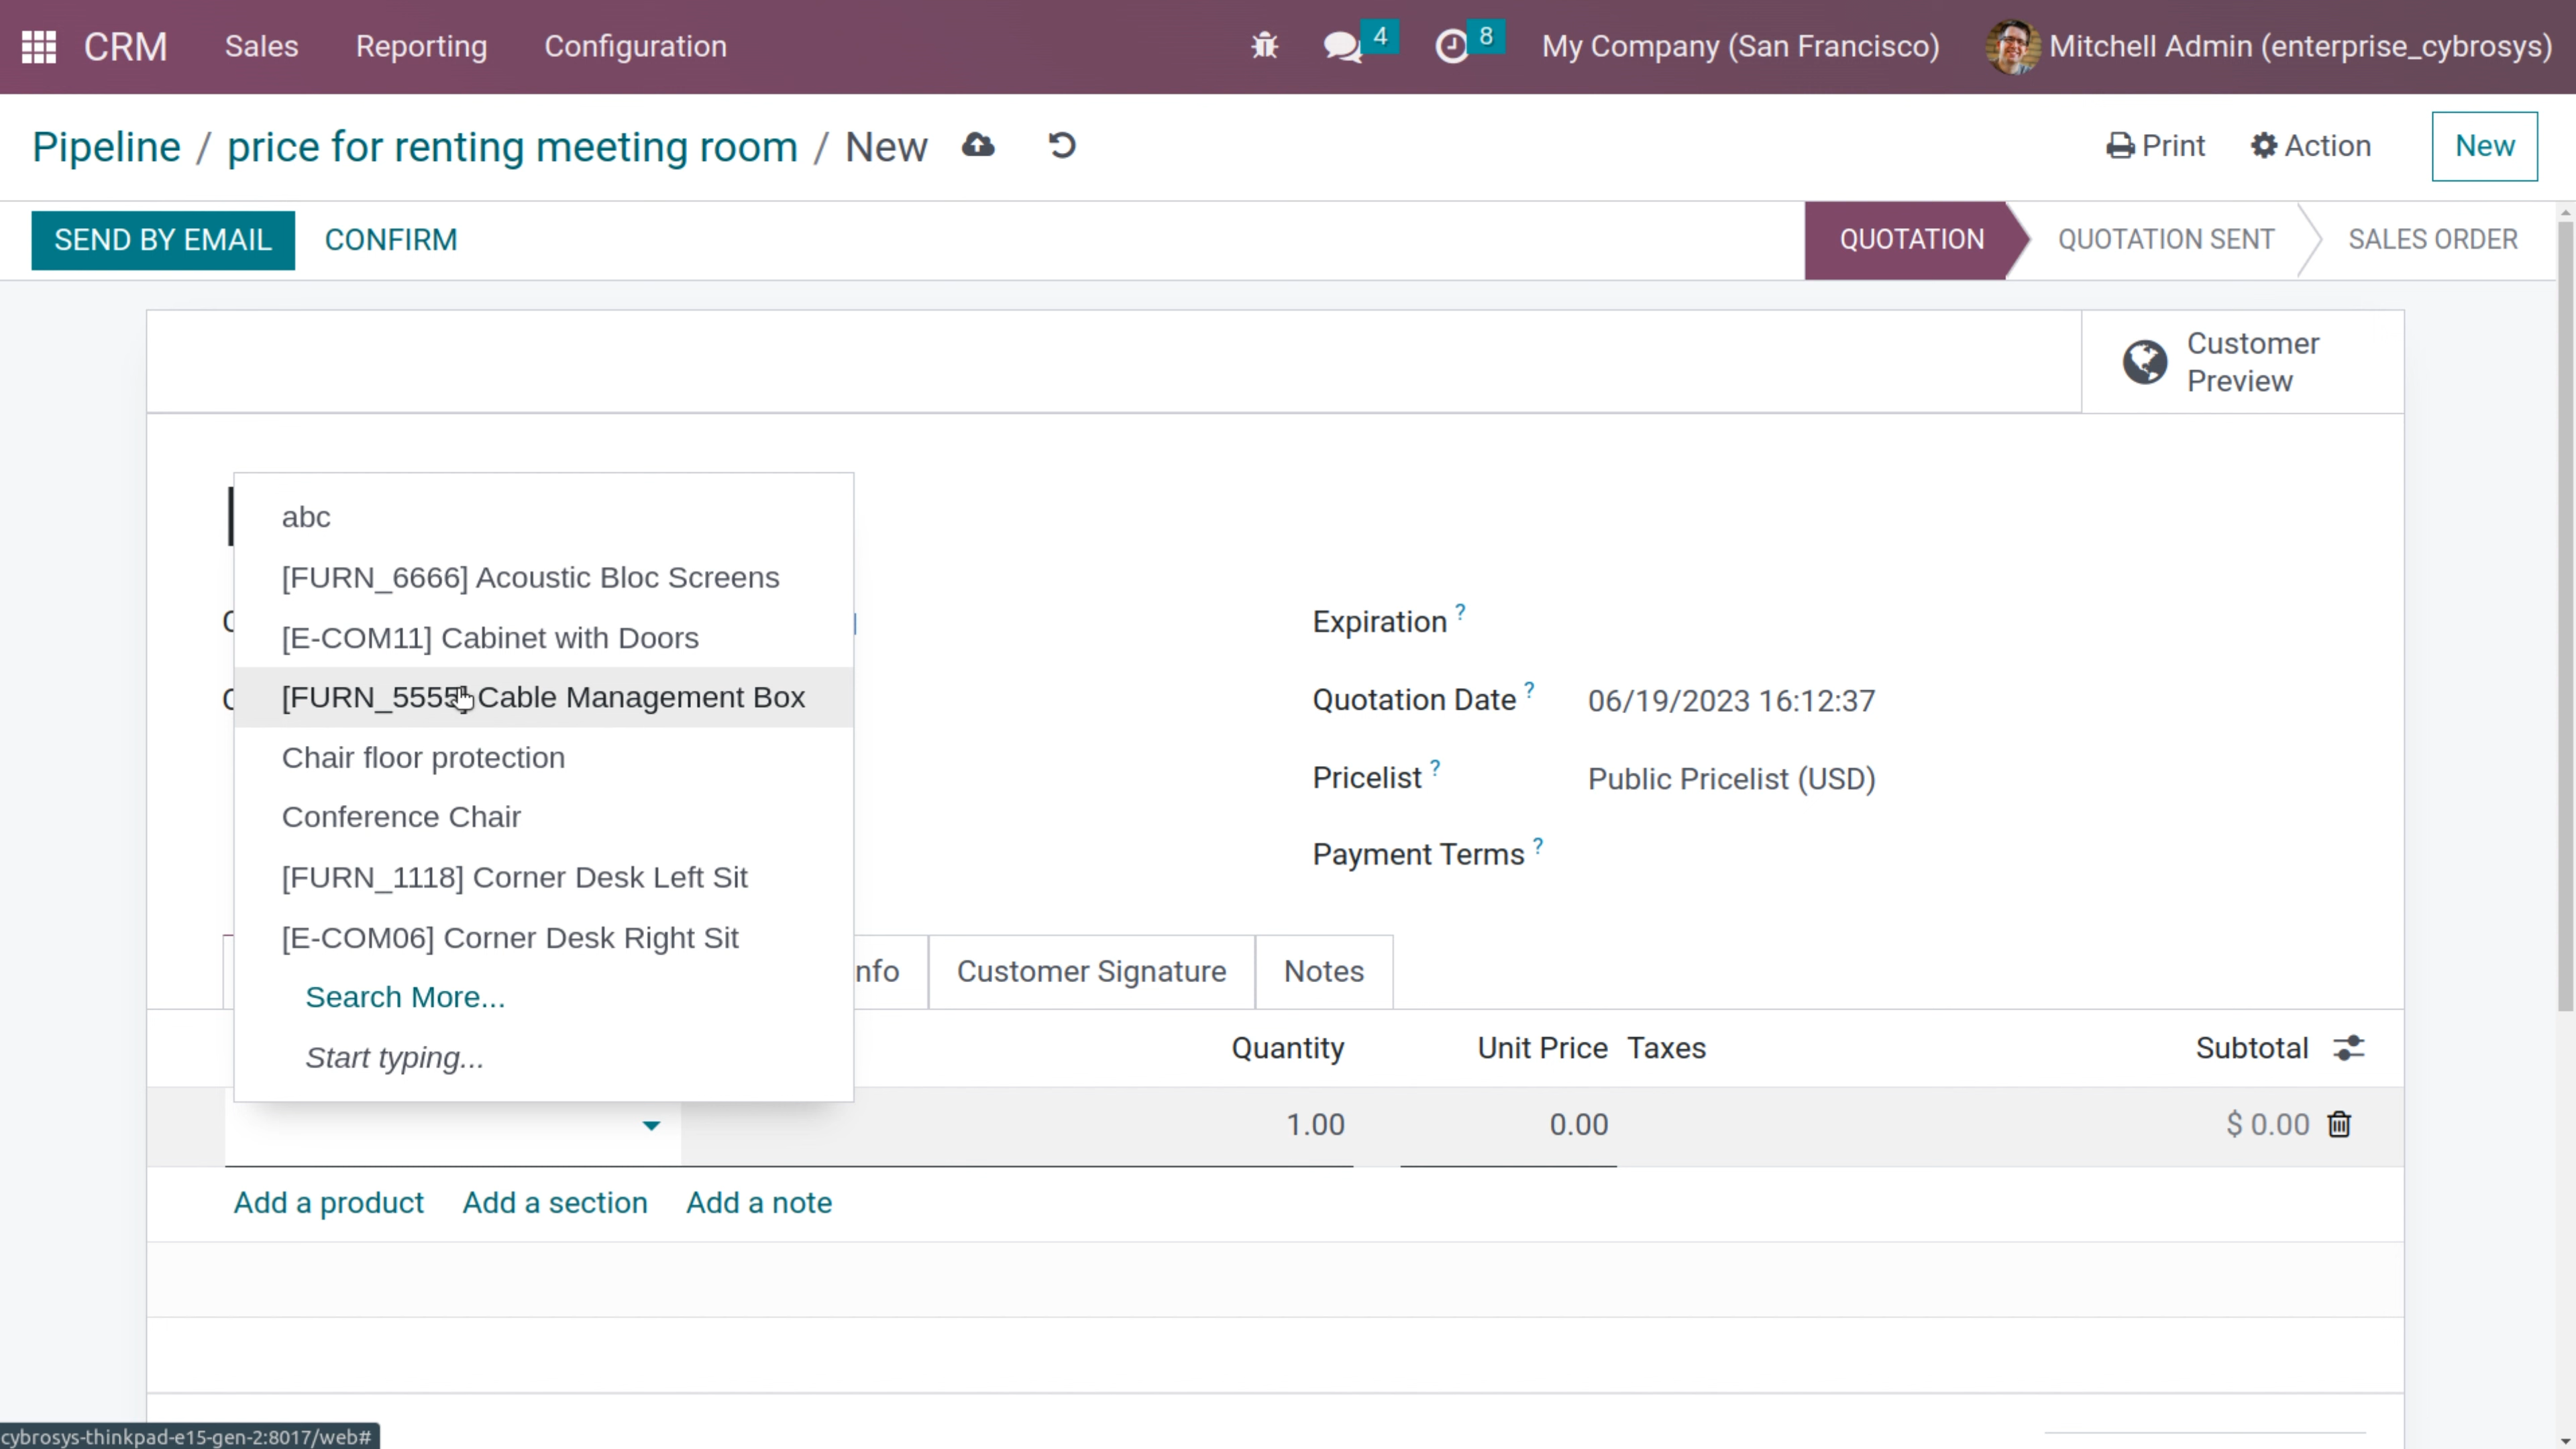 CRM Sales Reporting Configuration 4 8 My Company (San Francisco) Mitchell Admin (enterprise_cybrosys)
Pipeline / price for renting meeting room / New Print Action New
SEND BY EMAIL CONFIRM QUOTATION QUOTATION SENT SALES ORDER
Customer
Preview
abc
[FURN_6666] Acoustic Bloc Screens
[E-COM11] Cabinet with Doors
[FURN_5555] Cable Management Box
Chair floor protection
Conference Chair
[FURN_1118] Corner Desk Left Sit
[E-COM06] Corner Desk Right Sit
Search More...
Start typing...
Expiration ?
Quotation Date ? 06/19/2023 16:12:37
Pricelist ? Public Pricelist (USD)
Payment Terms ?
nfo Customer Signature Notes
Quantity Unit Price Taxes Subtotal
1.00 0.00 $ 0.00
Add a product Add a section Add a note
cybrosys-thinkpad-e15-gen-2:8017/web#